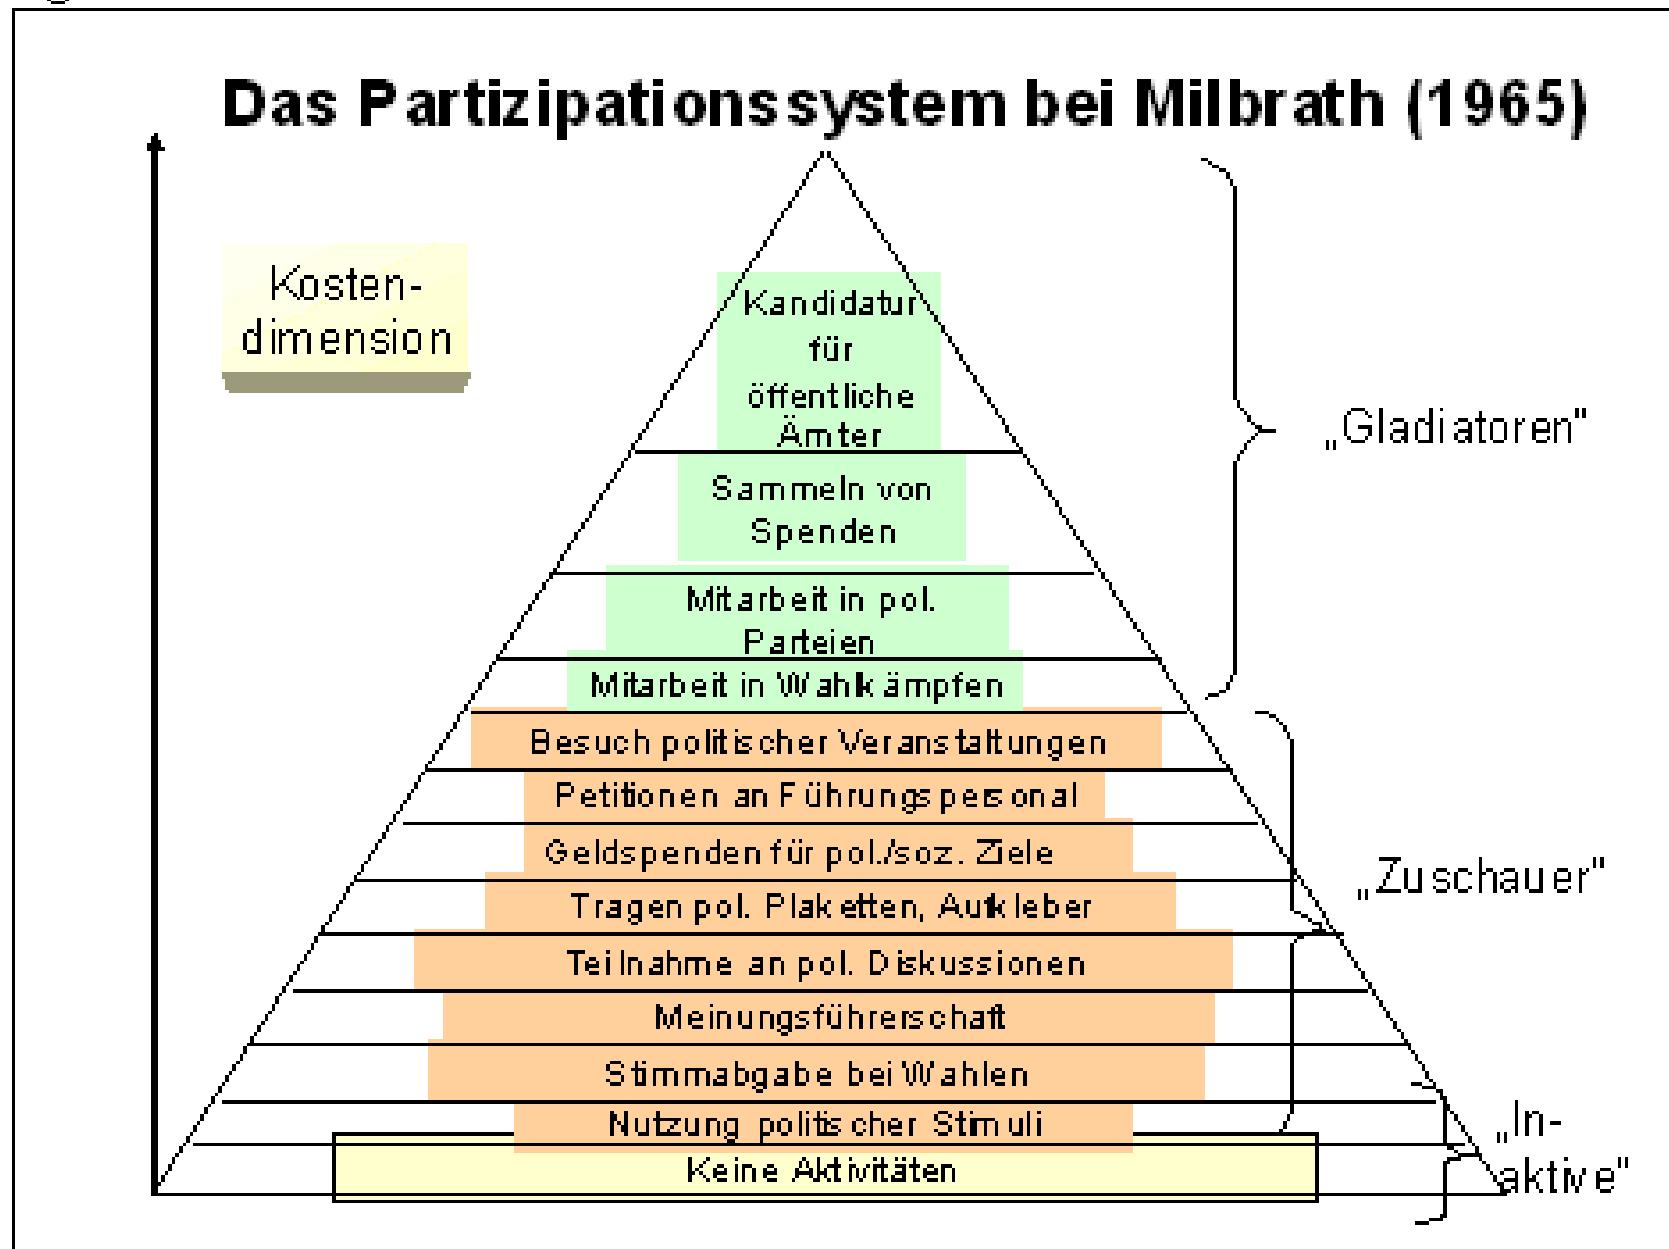 Das Partizipationssystem bei Milbrath (1965)
Kosten-
dimension
Kandidatur
für
öffentliche
Ämter
Sammeln von
Spenden
Mitarbeit in pol.
Parteien
Mitarbeit in Wahlkämpfen
„Gladiatoren"
Besuch politischer Veranstaltungen
Petitionen an Führungspersonal
Geldspenden für pol./soz. Ziele
Tragen pol. Plaketten, Aufkleber
Teilnahme an pol. Diskussionen
Meinungsführerschaft
Stimmabgabe bei Wahlen
Nutzung politischer Stimuli
„Zuschauer"
Keine Aktivitäten
„In-
aktive"